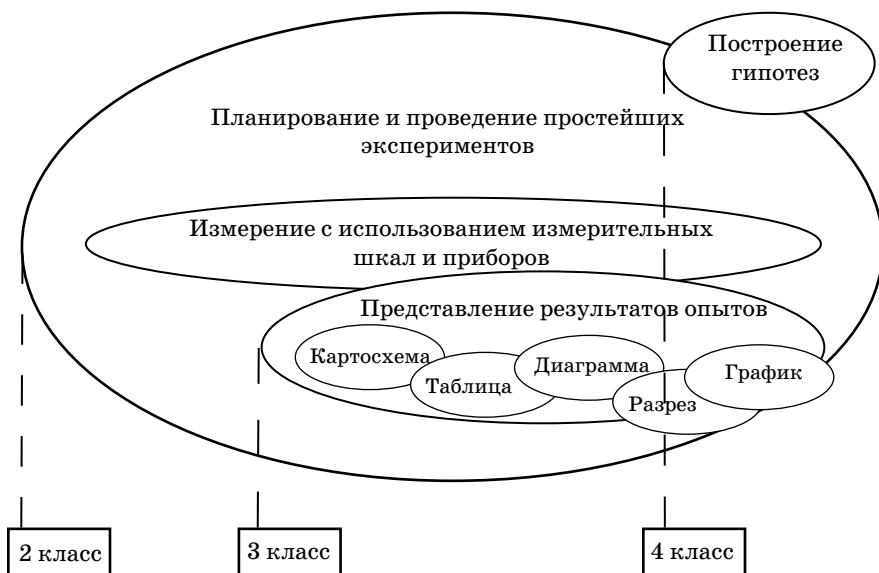 Построение
гипотез
Планирование и проведение простейших
экспериментов
Измерение с использованием измерительных
шкал и приборов
Представление результатов опытов
Картосхема
Таблица
Диаграмма
Разрез
График
2 класс
3 класс
4 класс